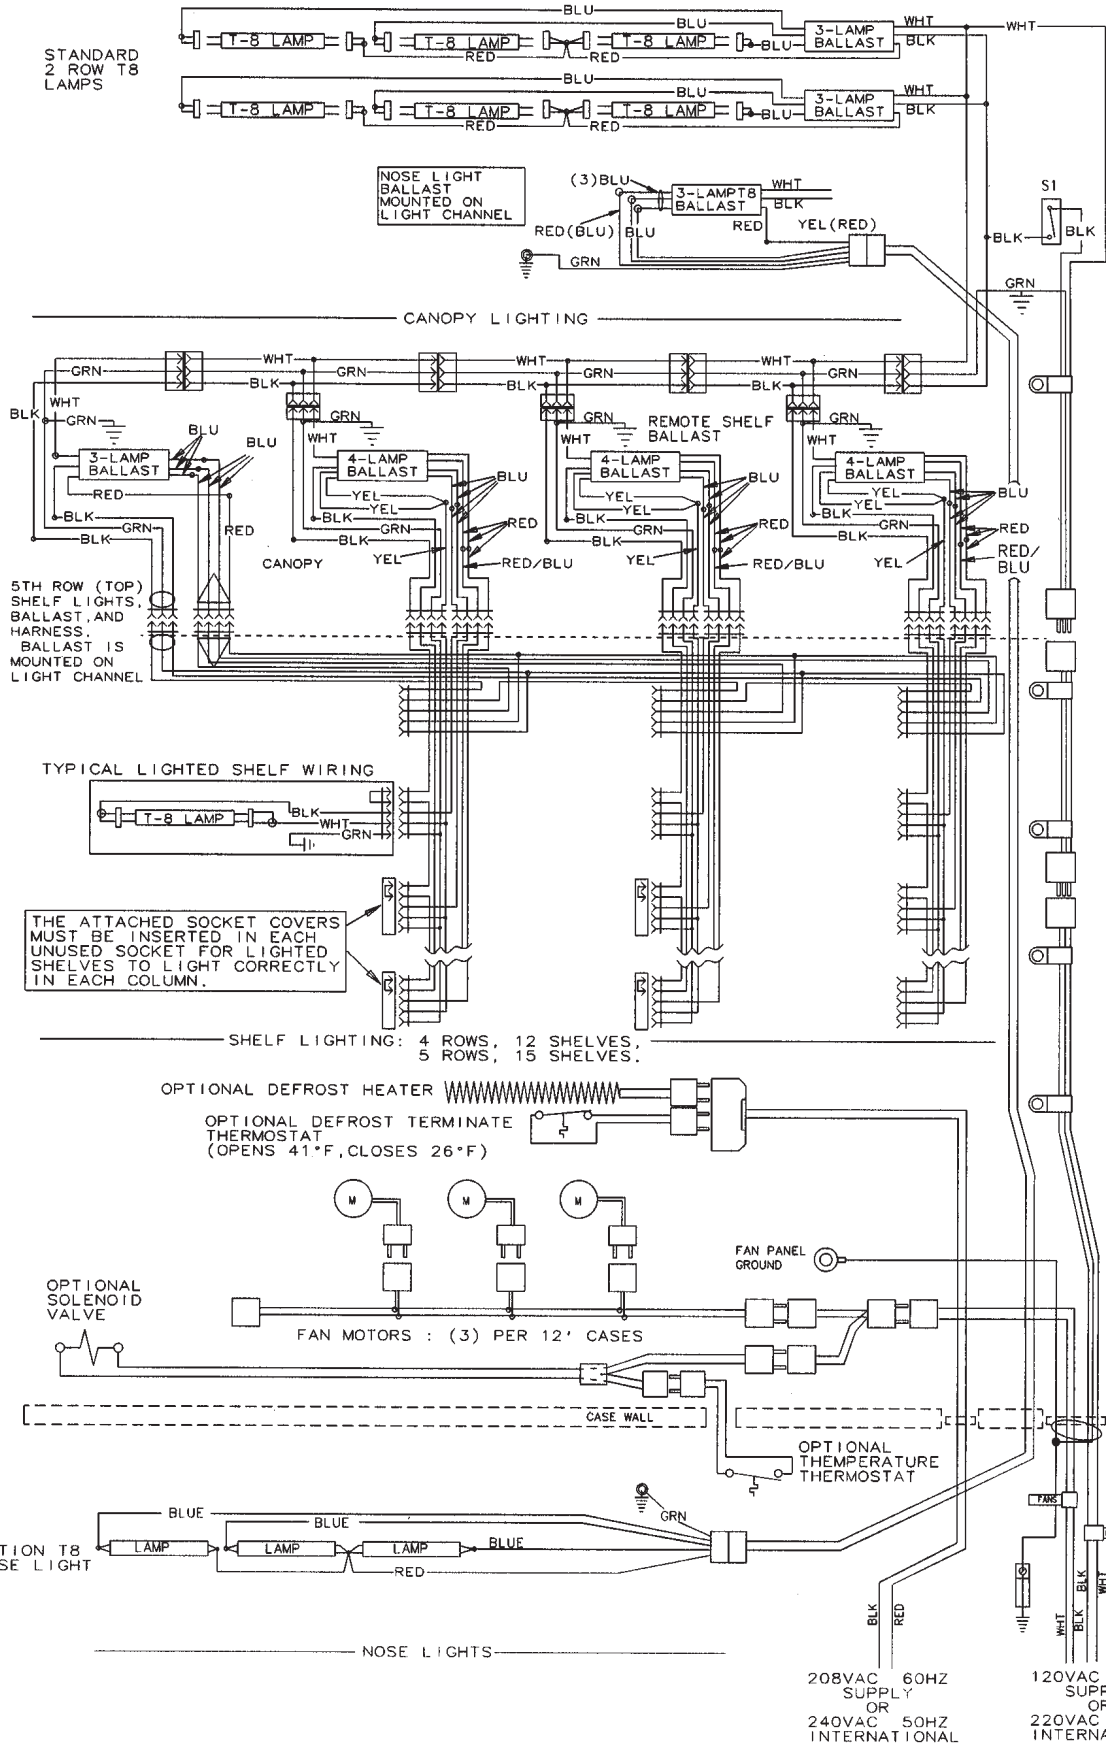 BLU
BLU
WHT
WHT
STANDARD
2 ROW T8
LAMPS
T-8 LAMP
T-8 LAMP
T-8 LAMP
BLU
3-LAMP
BALLAST
BLK
RED
RED
BLU
BLU
WHT
T-8 LAMP
T-8 LAMP
T-8 LAMP
BLU
3-LAMP
BALLAST
BLK
RED
RED
NOSE LIGHT
BALLAST
MOUNTED ON
LIGHT CHANNEL
(3)BLU
3-LAMPT8
BALLAST
WHT
BLK
S1
RED(BLU)
BLU
RED
YEL(RED)
BLK
BLK
GRN
GRN
CANOPY LIGHTING
WHT
WHT
WHT
GRN
GRN
GRN
GRN
BLK
BLK
BLK
BLK
WHT
GRN
BLU
BLU
GRN
WHT
GRN
WHT
REMOTE SHELF
BALLAST
GRN
WHT
3-LAMP
BALLAST
4-LAMP
BALLAST
4-LAMP
BALLAST
4-LAMP
BALLAST
BLU
BLU
BLU
RED
YEL
YEL
YEL
YEL
YEL
YEL
BLK
GRN
BLK
RED
BLK
GRN
BLK
RED
BLK
GRN
BLK
RED
BLK
GRN
BLK
RED
CANOPY
YEL
RED/BLU
YEL
RED/BLU
YEL
RED/
BLU
5TH ROW (TOP)
SHELF LIGHTS,
BALLAST, AND
HARNESS.
BALLAST IS
MOUNTED ON
LIGHT CHANNEL
TYPICAL LIGHTED SHELF WIRING
T-8 LAMP
BLK
WHT
GRN
THE ATTACHED SOCKET COVERS
MUST BE INSERTED IN EACH
UNUSED SOCKET FOR LIGHTED
SHELVES TO LIGHT CORRECTLY
IN EACH COLUMN.
SHELF LIGHTING: 4 ROWS, 12 SHELVES,
5 ROWS, 15 SHELVES.
OPTIONAL DEFROST HEATER
OPTIONAL DEFROST TERMINATE
THERMOSTAT
(OPENS 41°F, CLOSES 26°F)
M
M
M
FAN PANEL
GROUND
OPTIONAL
SOLENOID
VALVE
FAN MOTORS : (3) PER 12' CASES
CASE WALL
OPTIONAL
THEMPERATURE
THERMOSTAT
FANS
GRN
BLUE
BLUE
BLUE
TION T8
SE LIGHT
LAMP
LAMP
LAMP
RED
BLK
RED
WHT
BLK
BLK
WHT
NOSE LIGHTS
208VAC 60HZ
SUPPLY
OR
240VAC 50HZ
INTERNATIONAL
120VAC
SUPP
OR
220VAC
INTERNA